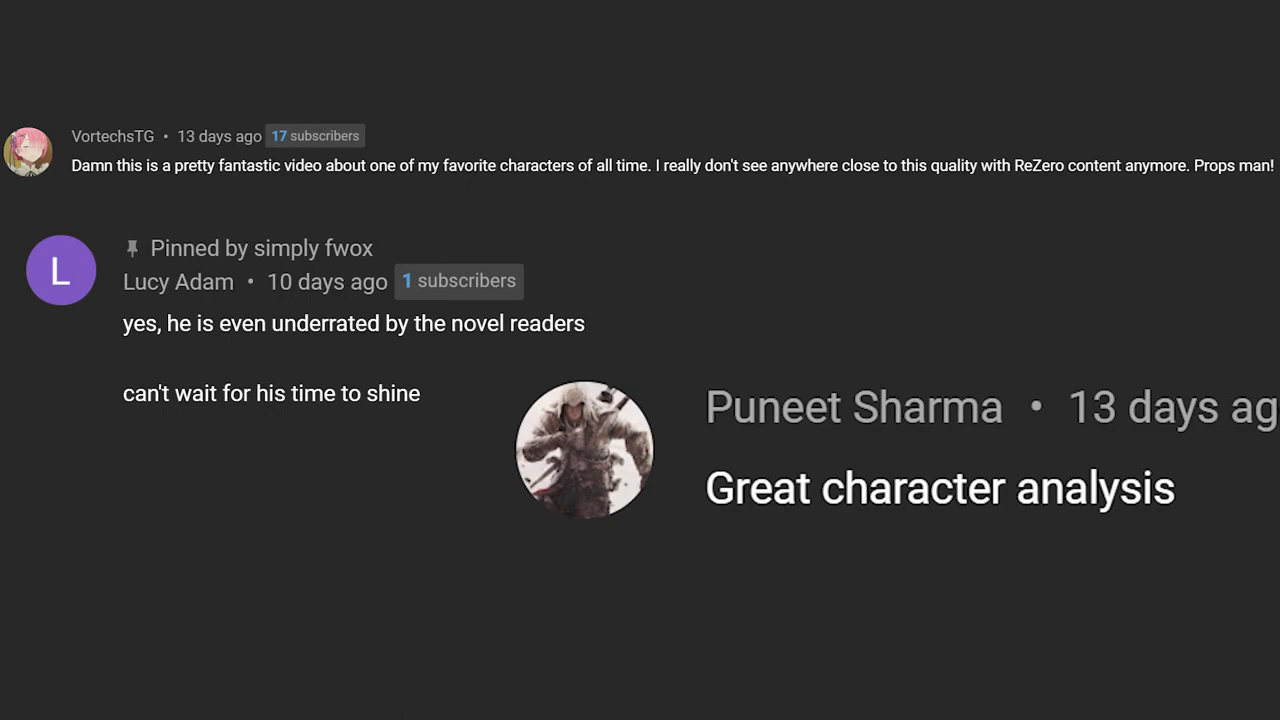 VortechsTG • 13 days ago 17 subscribers
Damn this is a pretty fantastic video about one of my favorite characters of all time. I really don't see anywhere close to this quality with ReZero content anymore. Props man!
Pinned by simply fwox
L
Lucy Adam • 10 days ago 1 subscribers
yes, he is even underrated by the novel readers
can't wait for his time to shine
Puneet Sharma • 13 days ag
Great character analysis